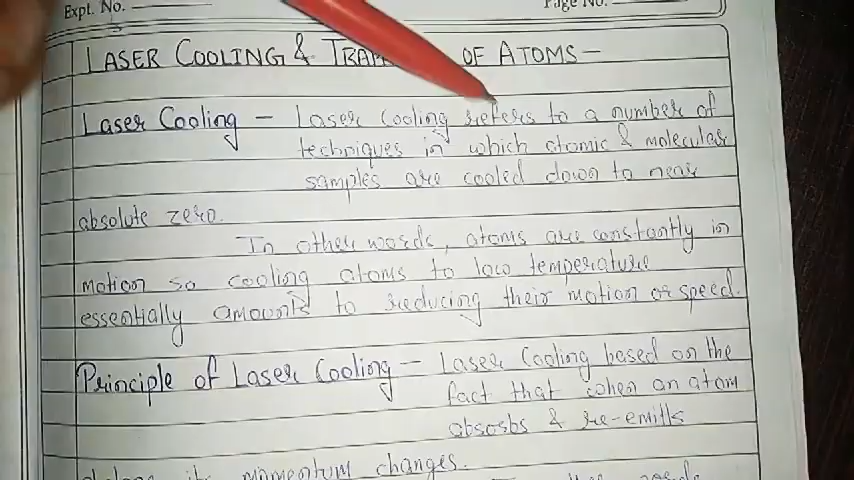 Expt. No.
Page No.
LASER COOLING & OF ATOMS -
Laser Cooling - Laser Cooling refers to a number of
techniques in which atomic & molecular
samples are cooled down to near
absolute zero.
In other words, atoms are constantly in
motion so cooling atoms to low temperature
essentially amounts to reducing their motion or speed.
Principle of Laser Cooling - Laser Cooling based on the
fact that when an atom
absorbs & re-emills
its momentum changes.